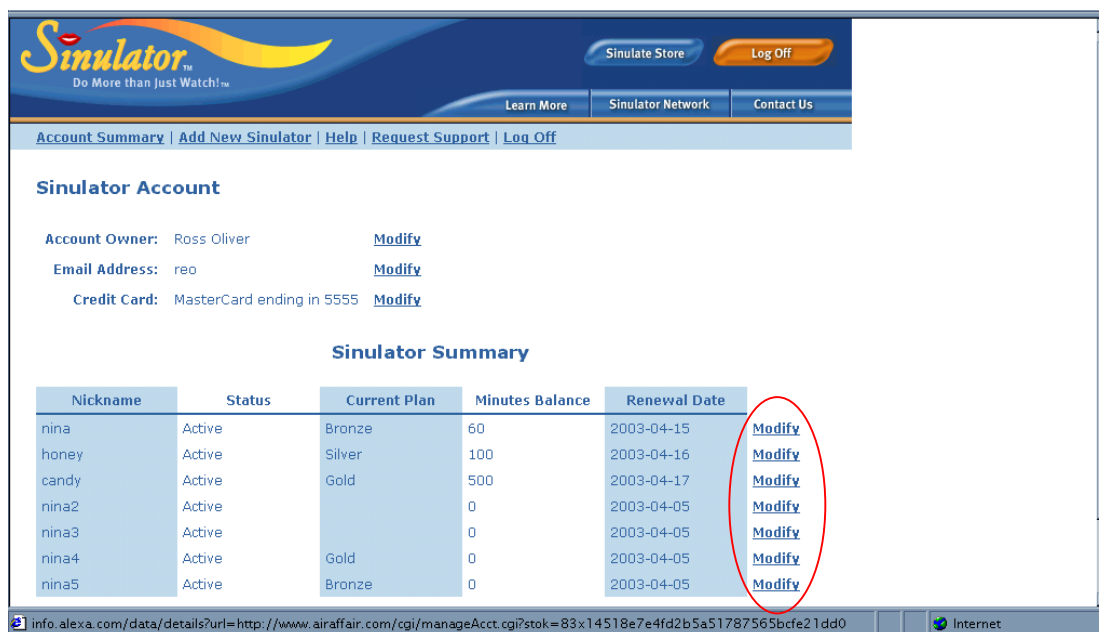 Sinulator™
Do More than Just Watch!™
Sinulate Store Log Off
Learn More Sinulator Network Contact Us
Account Summary | Add New Sinulator | Help | Request Support | Log Off
Sinulator Account
Account Owner: Ross Oliver Modify
Email Address: reo Modify
Credit Card: MasterCard ending in 5555 Modify
Sinulator Summary
Nickname Status Current Plan Minutes Balance Renewal Date
nina Active Bronze 60 2003-04-15 Modify
honey Active Silver 100 2003-04-16 Modify
candy Active Gold 500 2003-04-17 Modify
nina2 Active 0 2003-04-05 Modify
nina3 Active 0 2003-04-05 Modify
nina4 Active Gold 0 2003-04-05 Modify
nina5 Active Bronze 0 2003-04-05 Modify
info.alexa.com/data/details?url=http://www.airaffair.com/cgi/manageAcct.cgi?stok=83x14518e7e4fd2b5a51787565bcfe21dd0 Internet